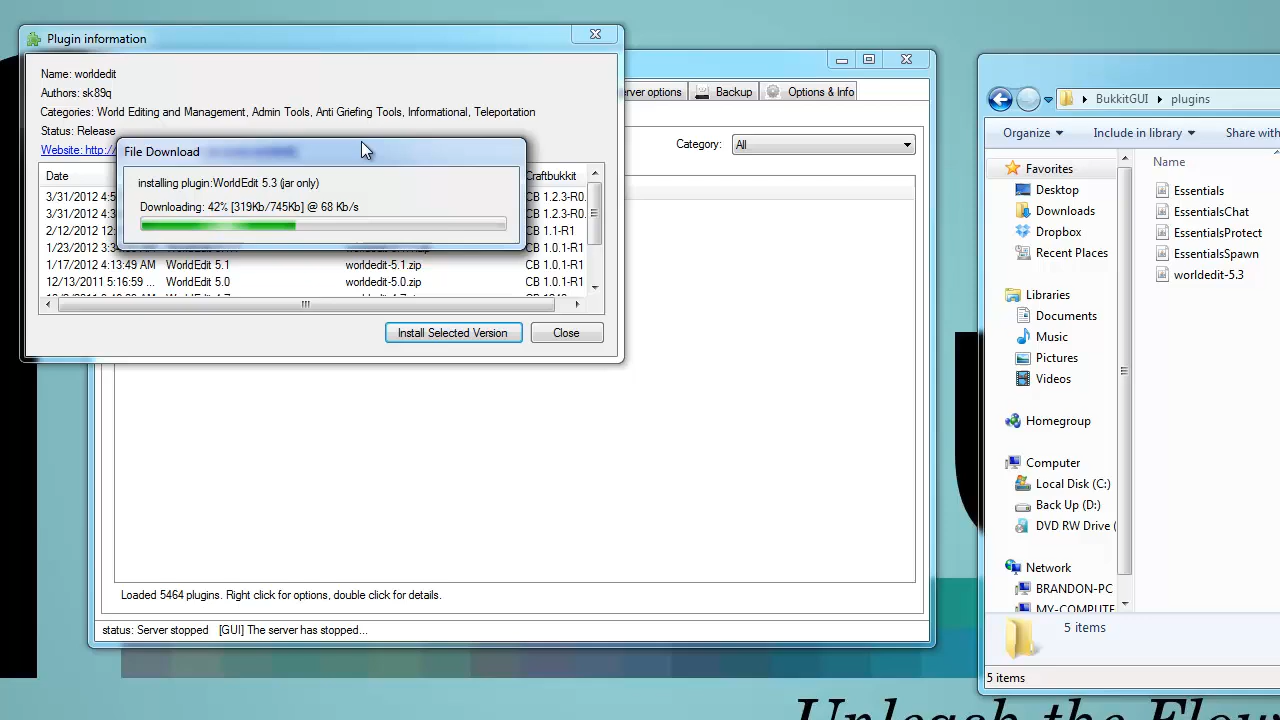 Plugin information
Name: worldedit
Authors: sk89q
Categories: World Editing and Management, Admin Tools, Anti Griefing Tools, Informational, Teleportation
Status: Release
Website: http://
File Download
installing plugin:WorldEdit 5.3 (jar only)
Downloading: 42% [319Kb/745Kb] @ 68 Kb/s
Date
Craftbukkit
3/31/2012 4:5
CB 1.2.3-R0.
3/31/2012 4:
CB 1.2.3-R0.
2/12/2012 12:
CB 1.1-R1
1/23/2012 3:3
CB 1.0.1-R1
1/17/2012 4:13:49 AM WorldEdit 5.1 worldedit-5.1.zip CB 1.0.1-R1
12/13/2011 5:16:59 ... WorldEdit 5.0 worldedit-5.0.zip CB 1.0.1-R1
Install Selected Version
Close
erver options
Backup
Options & Info
Category:
All
Loaded 5464 plugins. Right click for options, double click for details.
status: Server stopped [GUI] The server has stopped...
BukkitGUI
plugins
Organize
Include in library
Share with
Favorites
Desktop
Downloads
Dropbox
Recent Places
Libraries
Documents
Music
Pictures
Videos
Homegroup
Computer
Local Disk (C:)
Back Up (D:)
DVD RW Drive (
Network
BRANDON-PC
MY-COMPUTE
Name
Essentials
EssentialsChat
EssentialsProtect
EssentialsSpawn
worldedit-5.3
5 items
5 items
Unleash the Flour